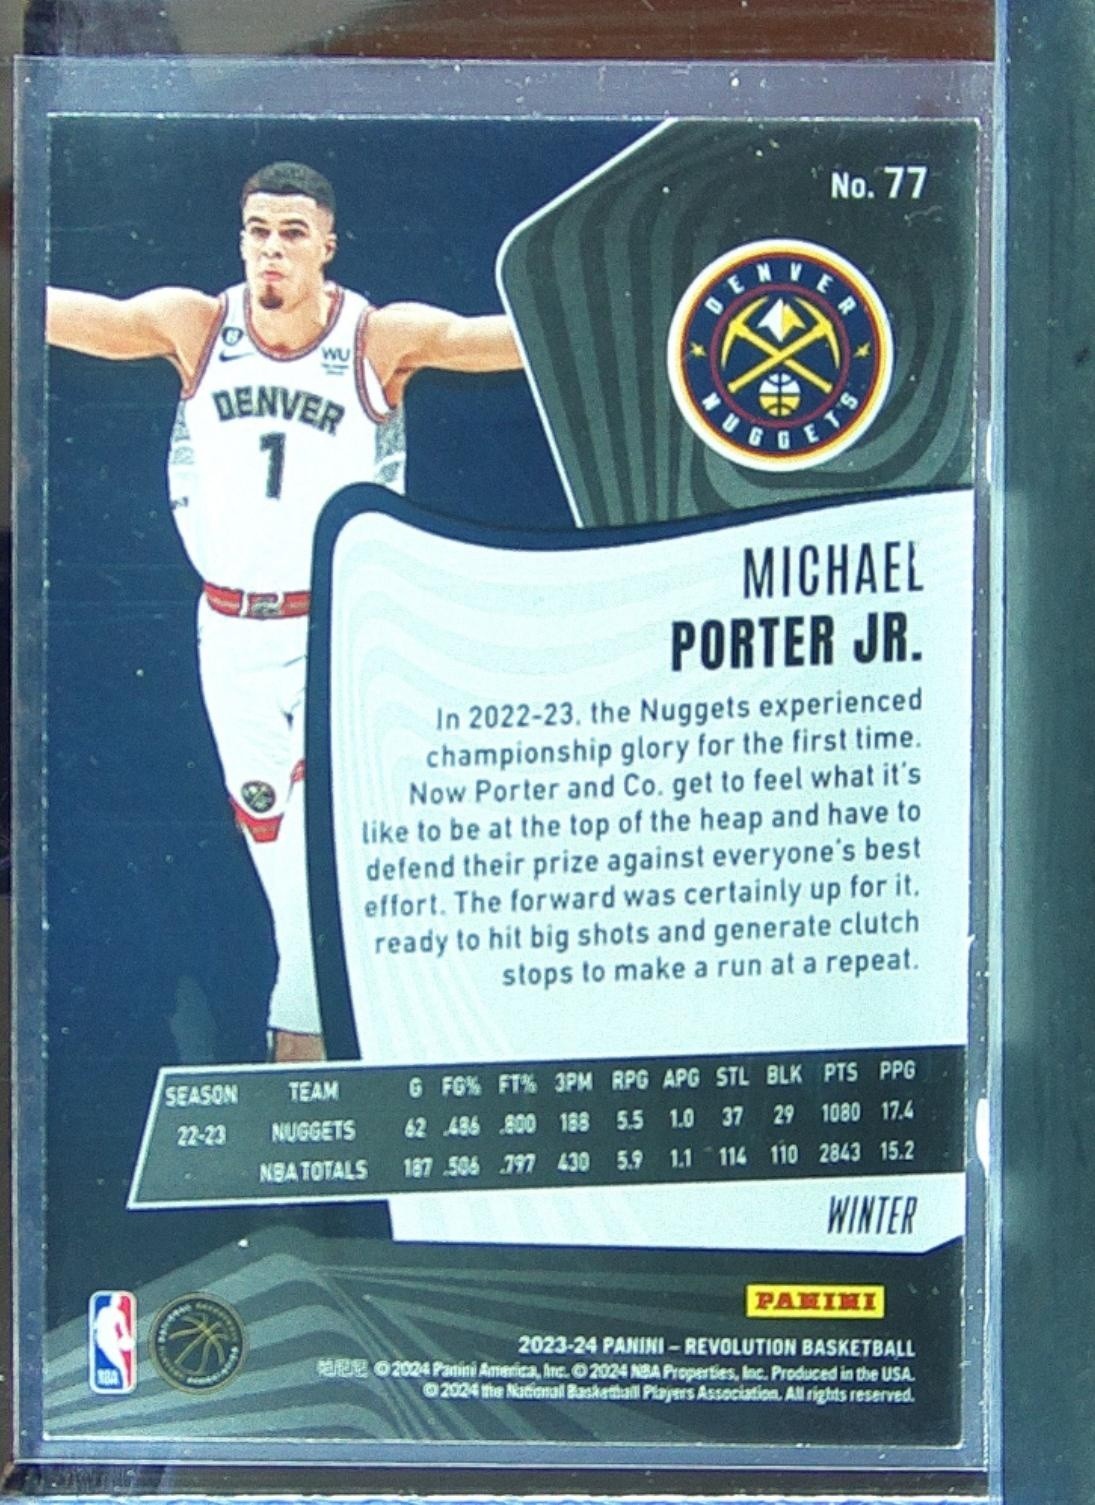 No. 77
DENVER
NUGGETS
WU
DENVER
1
MICHAEL
PORTER JR.
In 2022-23, the Nuggets experienced
championship glory for the first time.
Now Porter and Co. get to feel what it's
like to be at the top of the heap and have to
defend their prize against everyone's best
effort. The forward was certainly up for it,
ready to hit big shots and generate clutch
stops to make a run at a repeat.
SEASON TEAM G FG% FT% 3PM RPG APG STL BLK PTS PPG
22-23 NUGGETS 62 .486 .800 188 5.5 1.0 37 29 1080 17.4
NBA TOTALS 187 .506 .797 430 5.9 1.1 114 110 2843 15.2
WINTER
PANINI
2023-24 PANINI – REVOLUTION BASKETBALL
© 2024 Panini America, Inc. © 2024 NBA Properties, Inc. Produced in the USA.
© 2024 the National Basketball Players Association. All rights reserved.
NBA